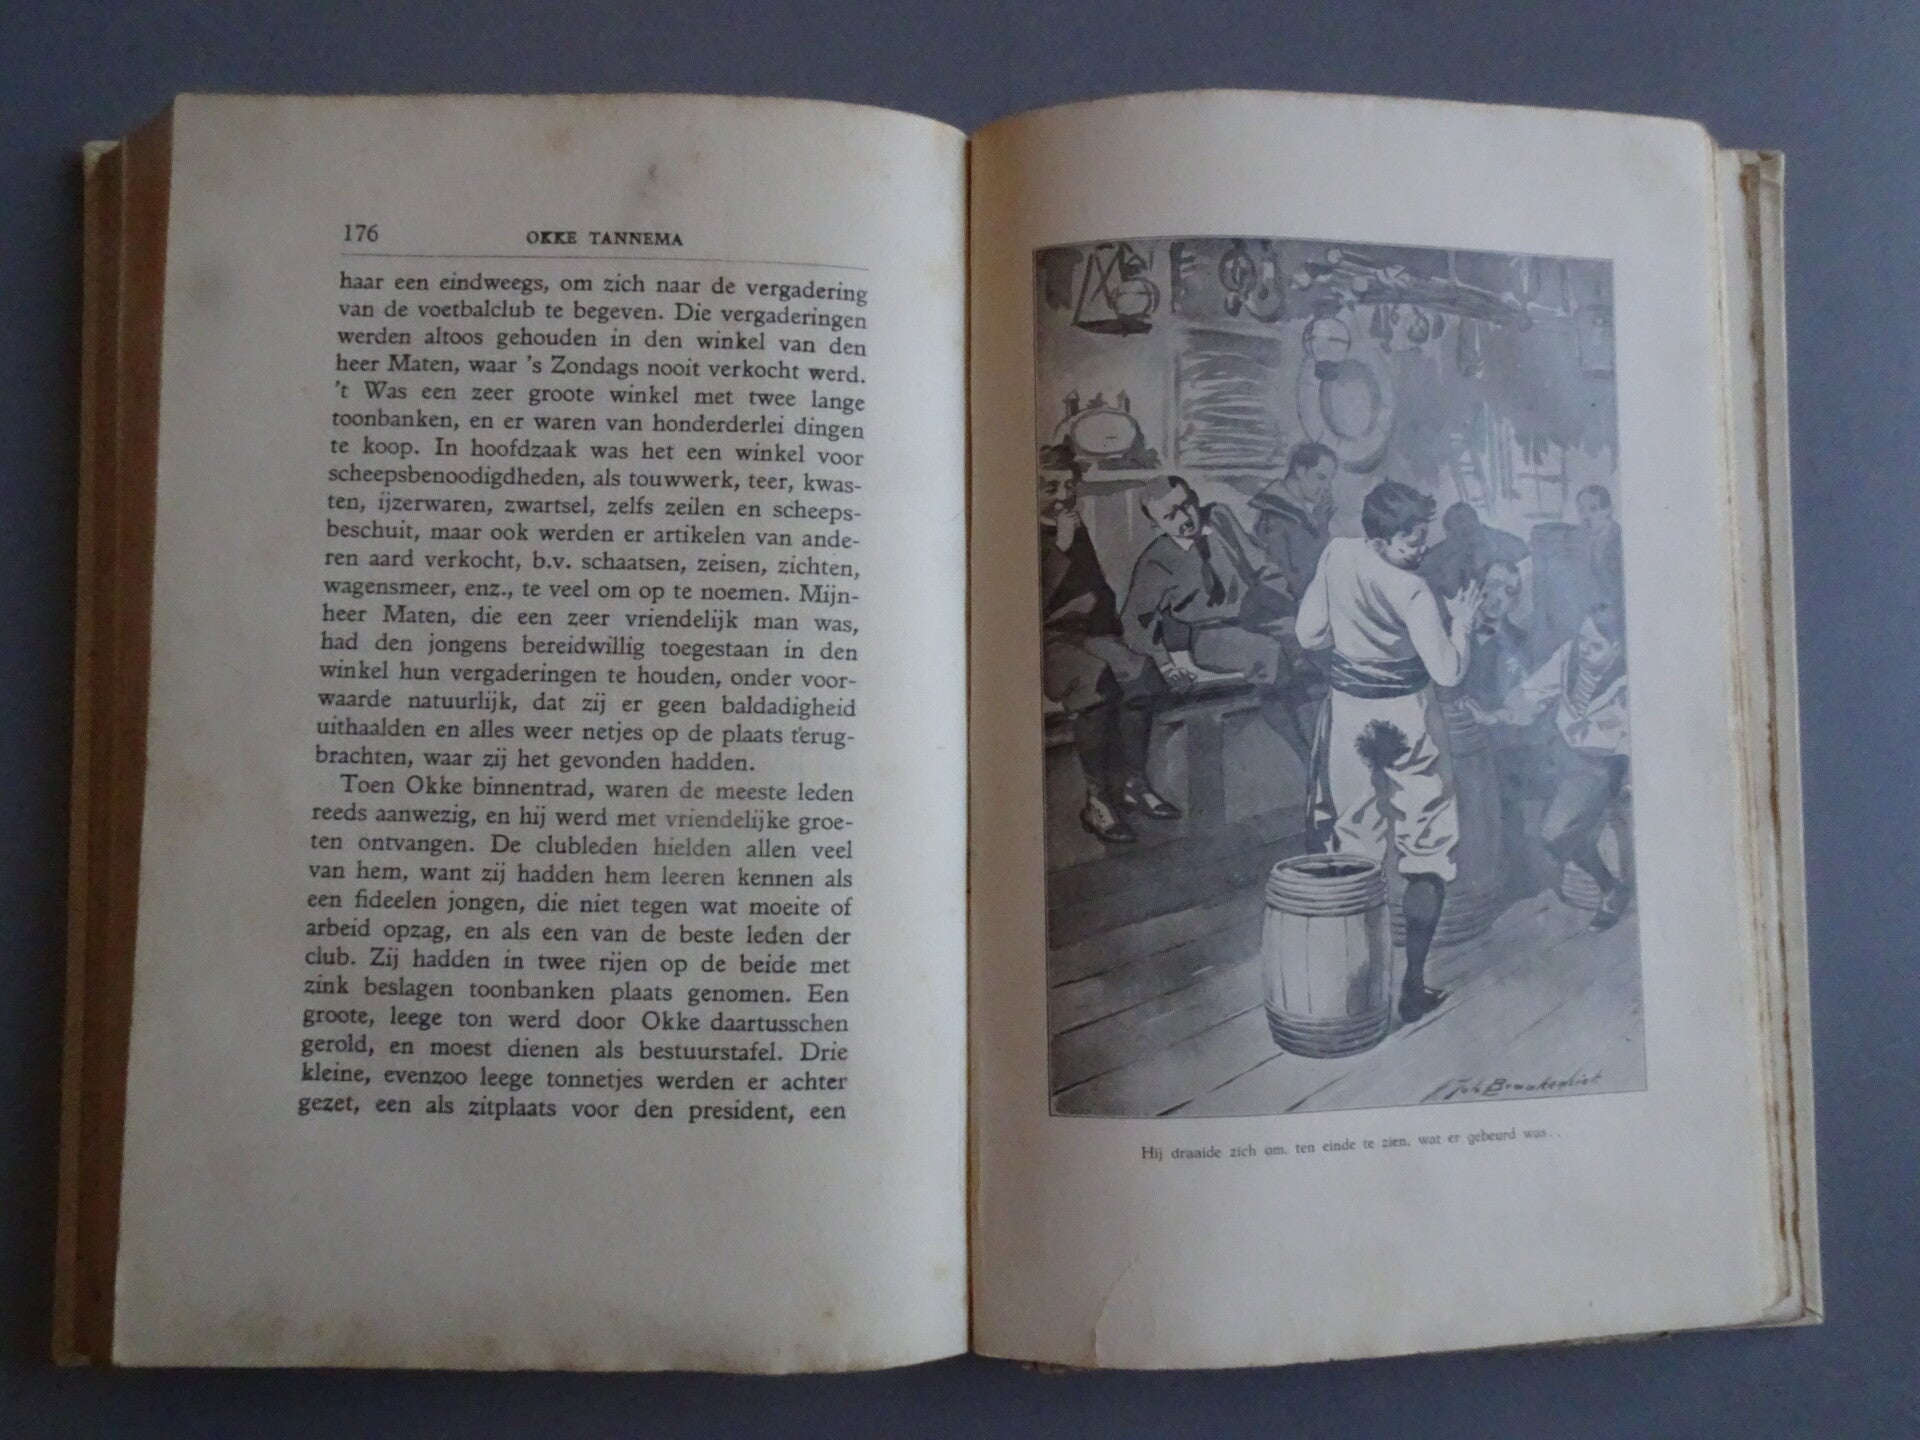 176
OKKE TANNEMA
haar een eindweegs, om zich naar de vergadering
van de voetbalclub te begeven. Die vergaderingen
werden altoos gehouden in den winkel van den
heer Maten, waar 's Zondags nooit verkocht werd.
't Was een zeer groote winkel met twee lange
toonbanken, en er waren van honderderlei dingen
te koop. In hoofdzaak was het een winkel voor
scheepsbenoodigdheden, als touwwerk, teer, kwas-
ten, ijzerwaren, zwartsel, zelfs zeilen en scheeps-
beschuit, maar ook werden er artikelen van ande-
ren aard verkocht, b.v. schaatsen, zeisen, zichten,
wagensmeer, enz., te veel om op te noemen. Mijn-
heer Maten, die een zeer vriendelijk man was,
had den jongens bereidwillig toegestaan in den
winkel hun vergaderingen te houden, onder voor-
waarde natuurlijk, dat zij er geen baldadigheid
uithaalden en alles weer netjes op de plaats terug-
brachten, waar zij het gevonden hadden.
Toen Okke binnentrad, waren de meeste leden
reeds aanwezig, en hij werd met vriendelijke groe-
ten ontvangen. De clubleden hielden allen veel
van hem, want zij hadden hem leeren kennen als
een fideelen jongen, die niet tegen wat moeite of
arbeid opzag, en als een van de beste leden der
club. Zij hadden in twee rijen op de beide met
zink beslagen toonbanken plaats genomen. Een
groote, leege ton werd door Okke daartusschen
gerold, en moest dienen als bestuurstafel. Drie
kleine, evenzoo leege tonnetjes werden er achter
gezet, een als zitplaats voor den president, een
Joh Braakensiek
Hij draaide zich om, ten einde te zien, wat er gebeurd was..